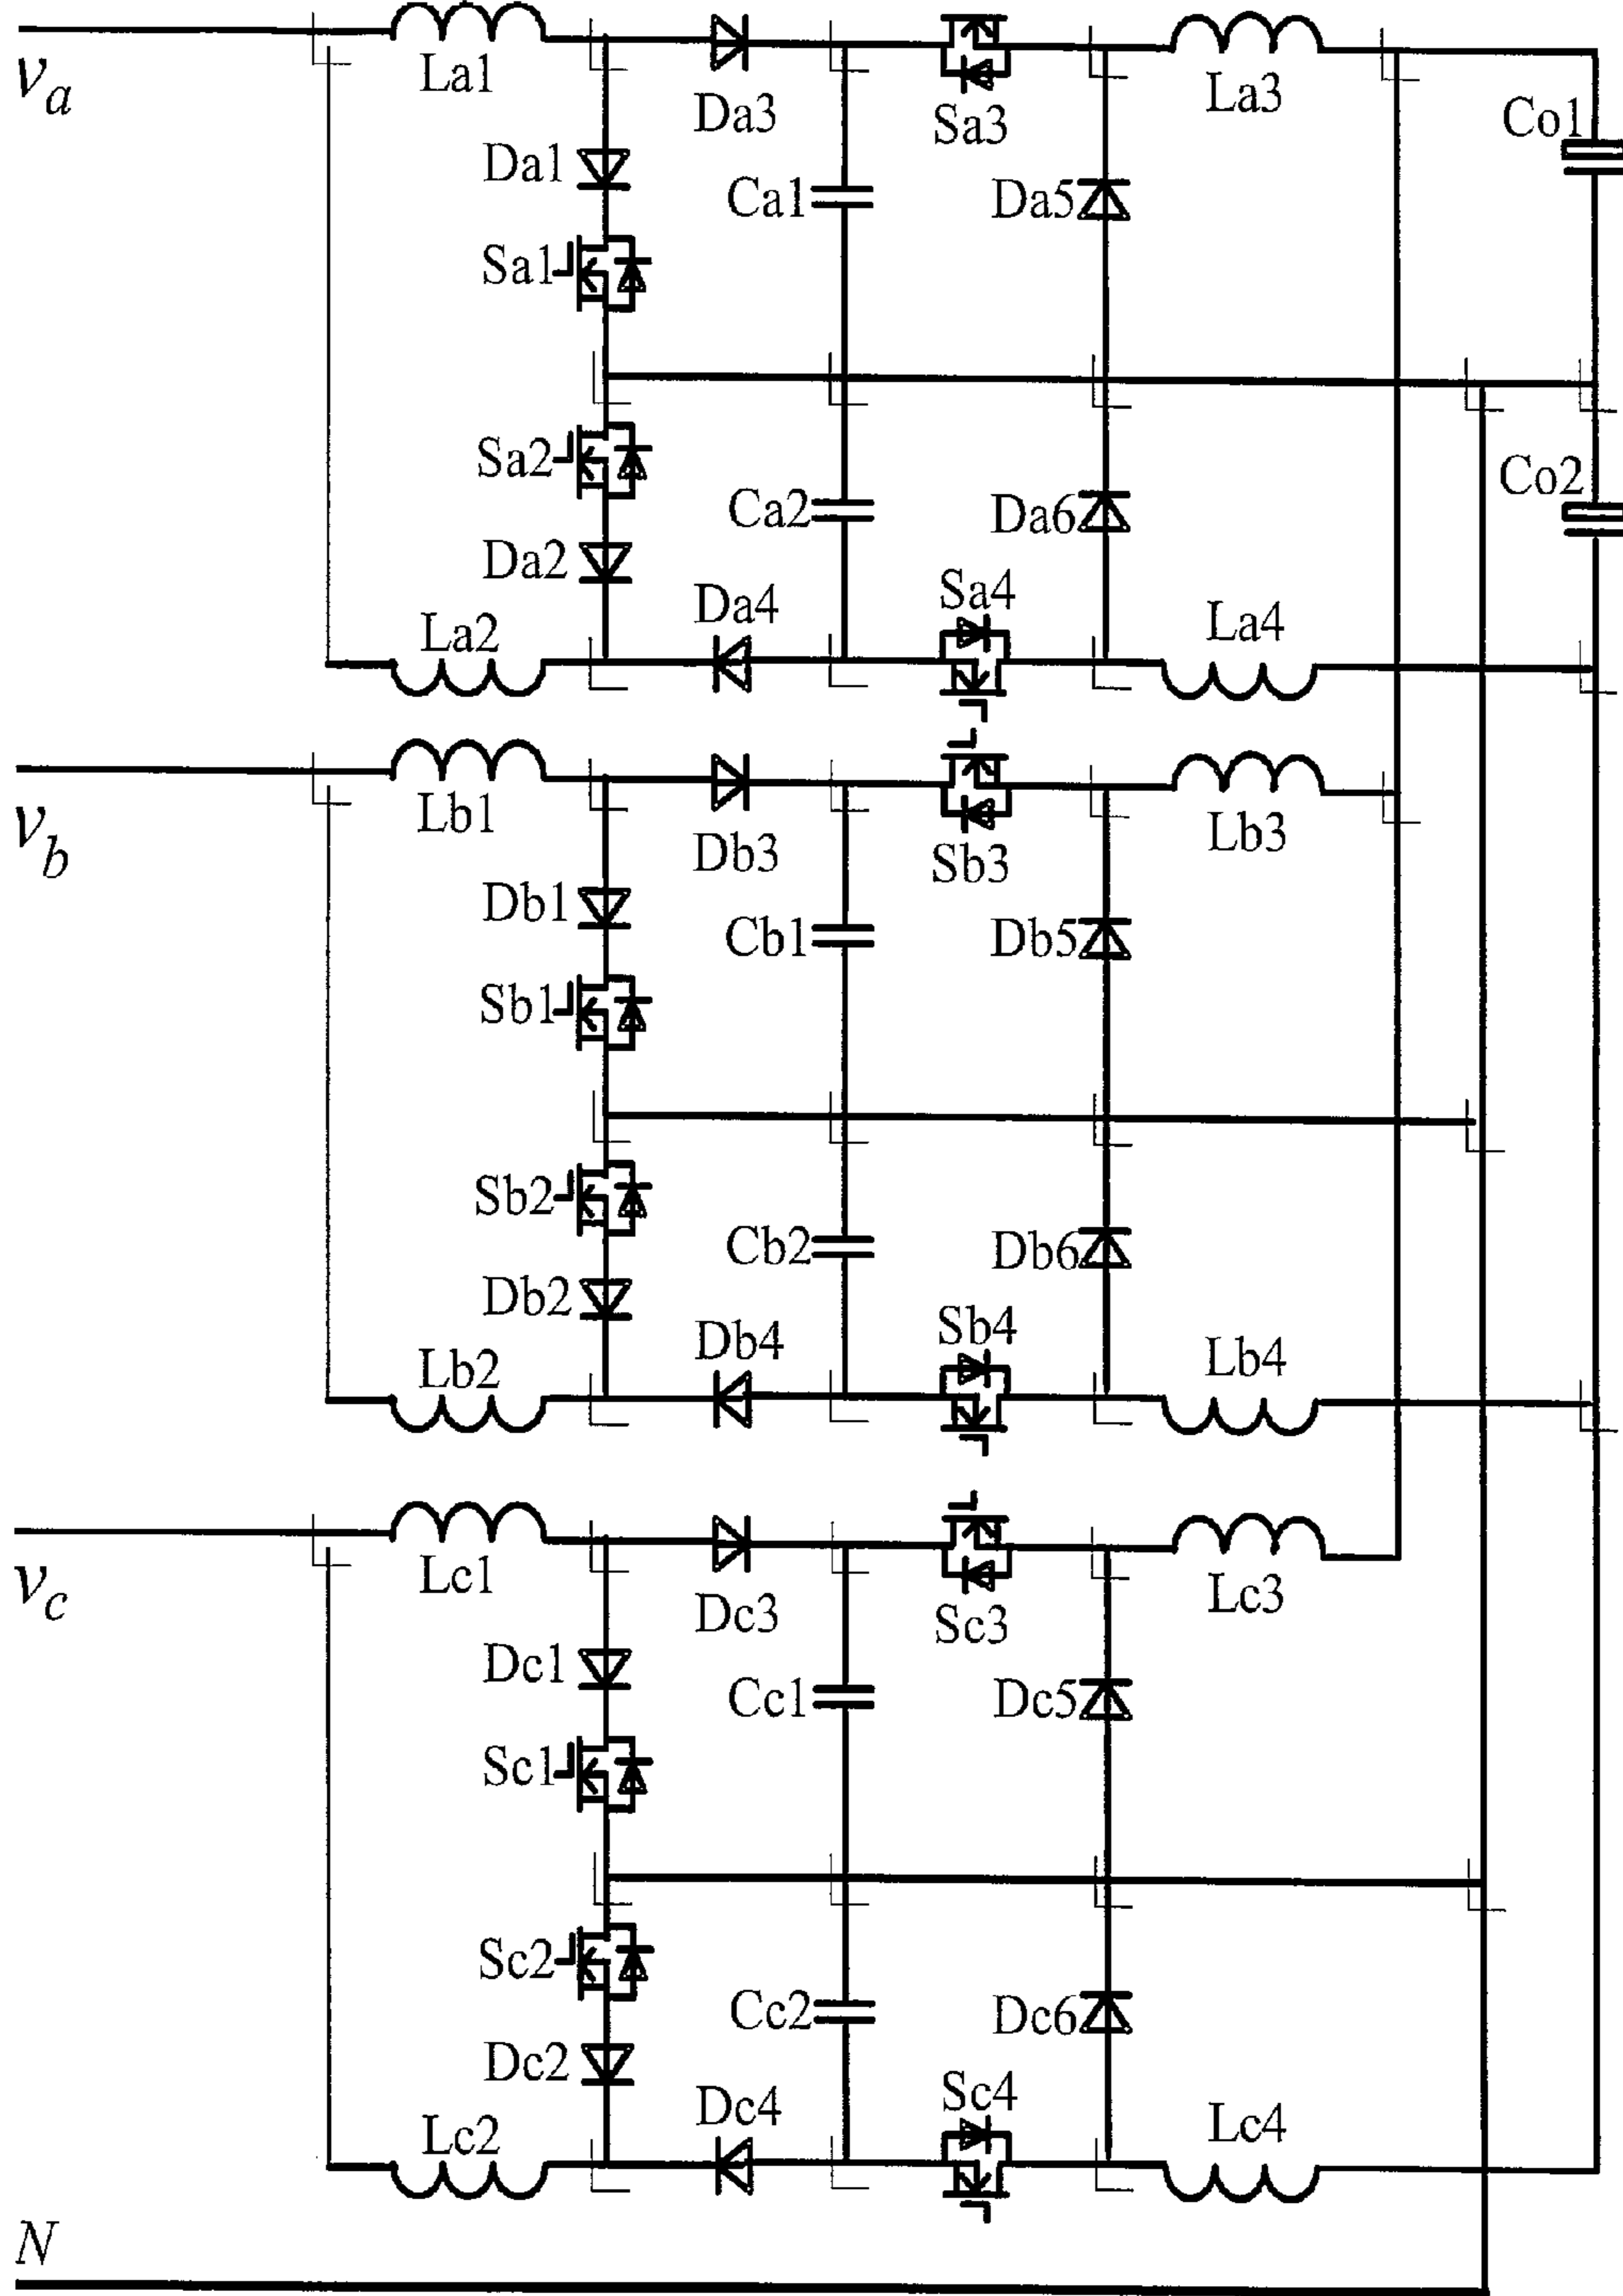 va
La1
Da3
Sa3
La3
Co1
Da1
Ca1
Da5
Sa1
Sa2
Ca2
Da6
Co2
Da2
La2
Da4
Sa4
La4
vb
Lb1
Db3
Sb3
Lb3
Db1
Cb1
Db5
Sb1
Sb2
Cb2
Db6
Db2
Lb2
Db4
Sb4
Lb4
vc
Lc1
Dc3
Sc3
Lc3
Dc1
Cc1
Dc5
Sc1
Sc2
Cc2
Dc6
Dc2
Lc2
Dc4
Sc4
Lc4
N